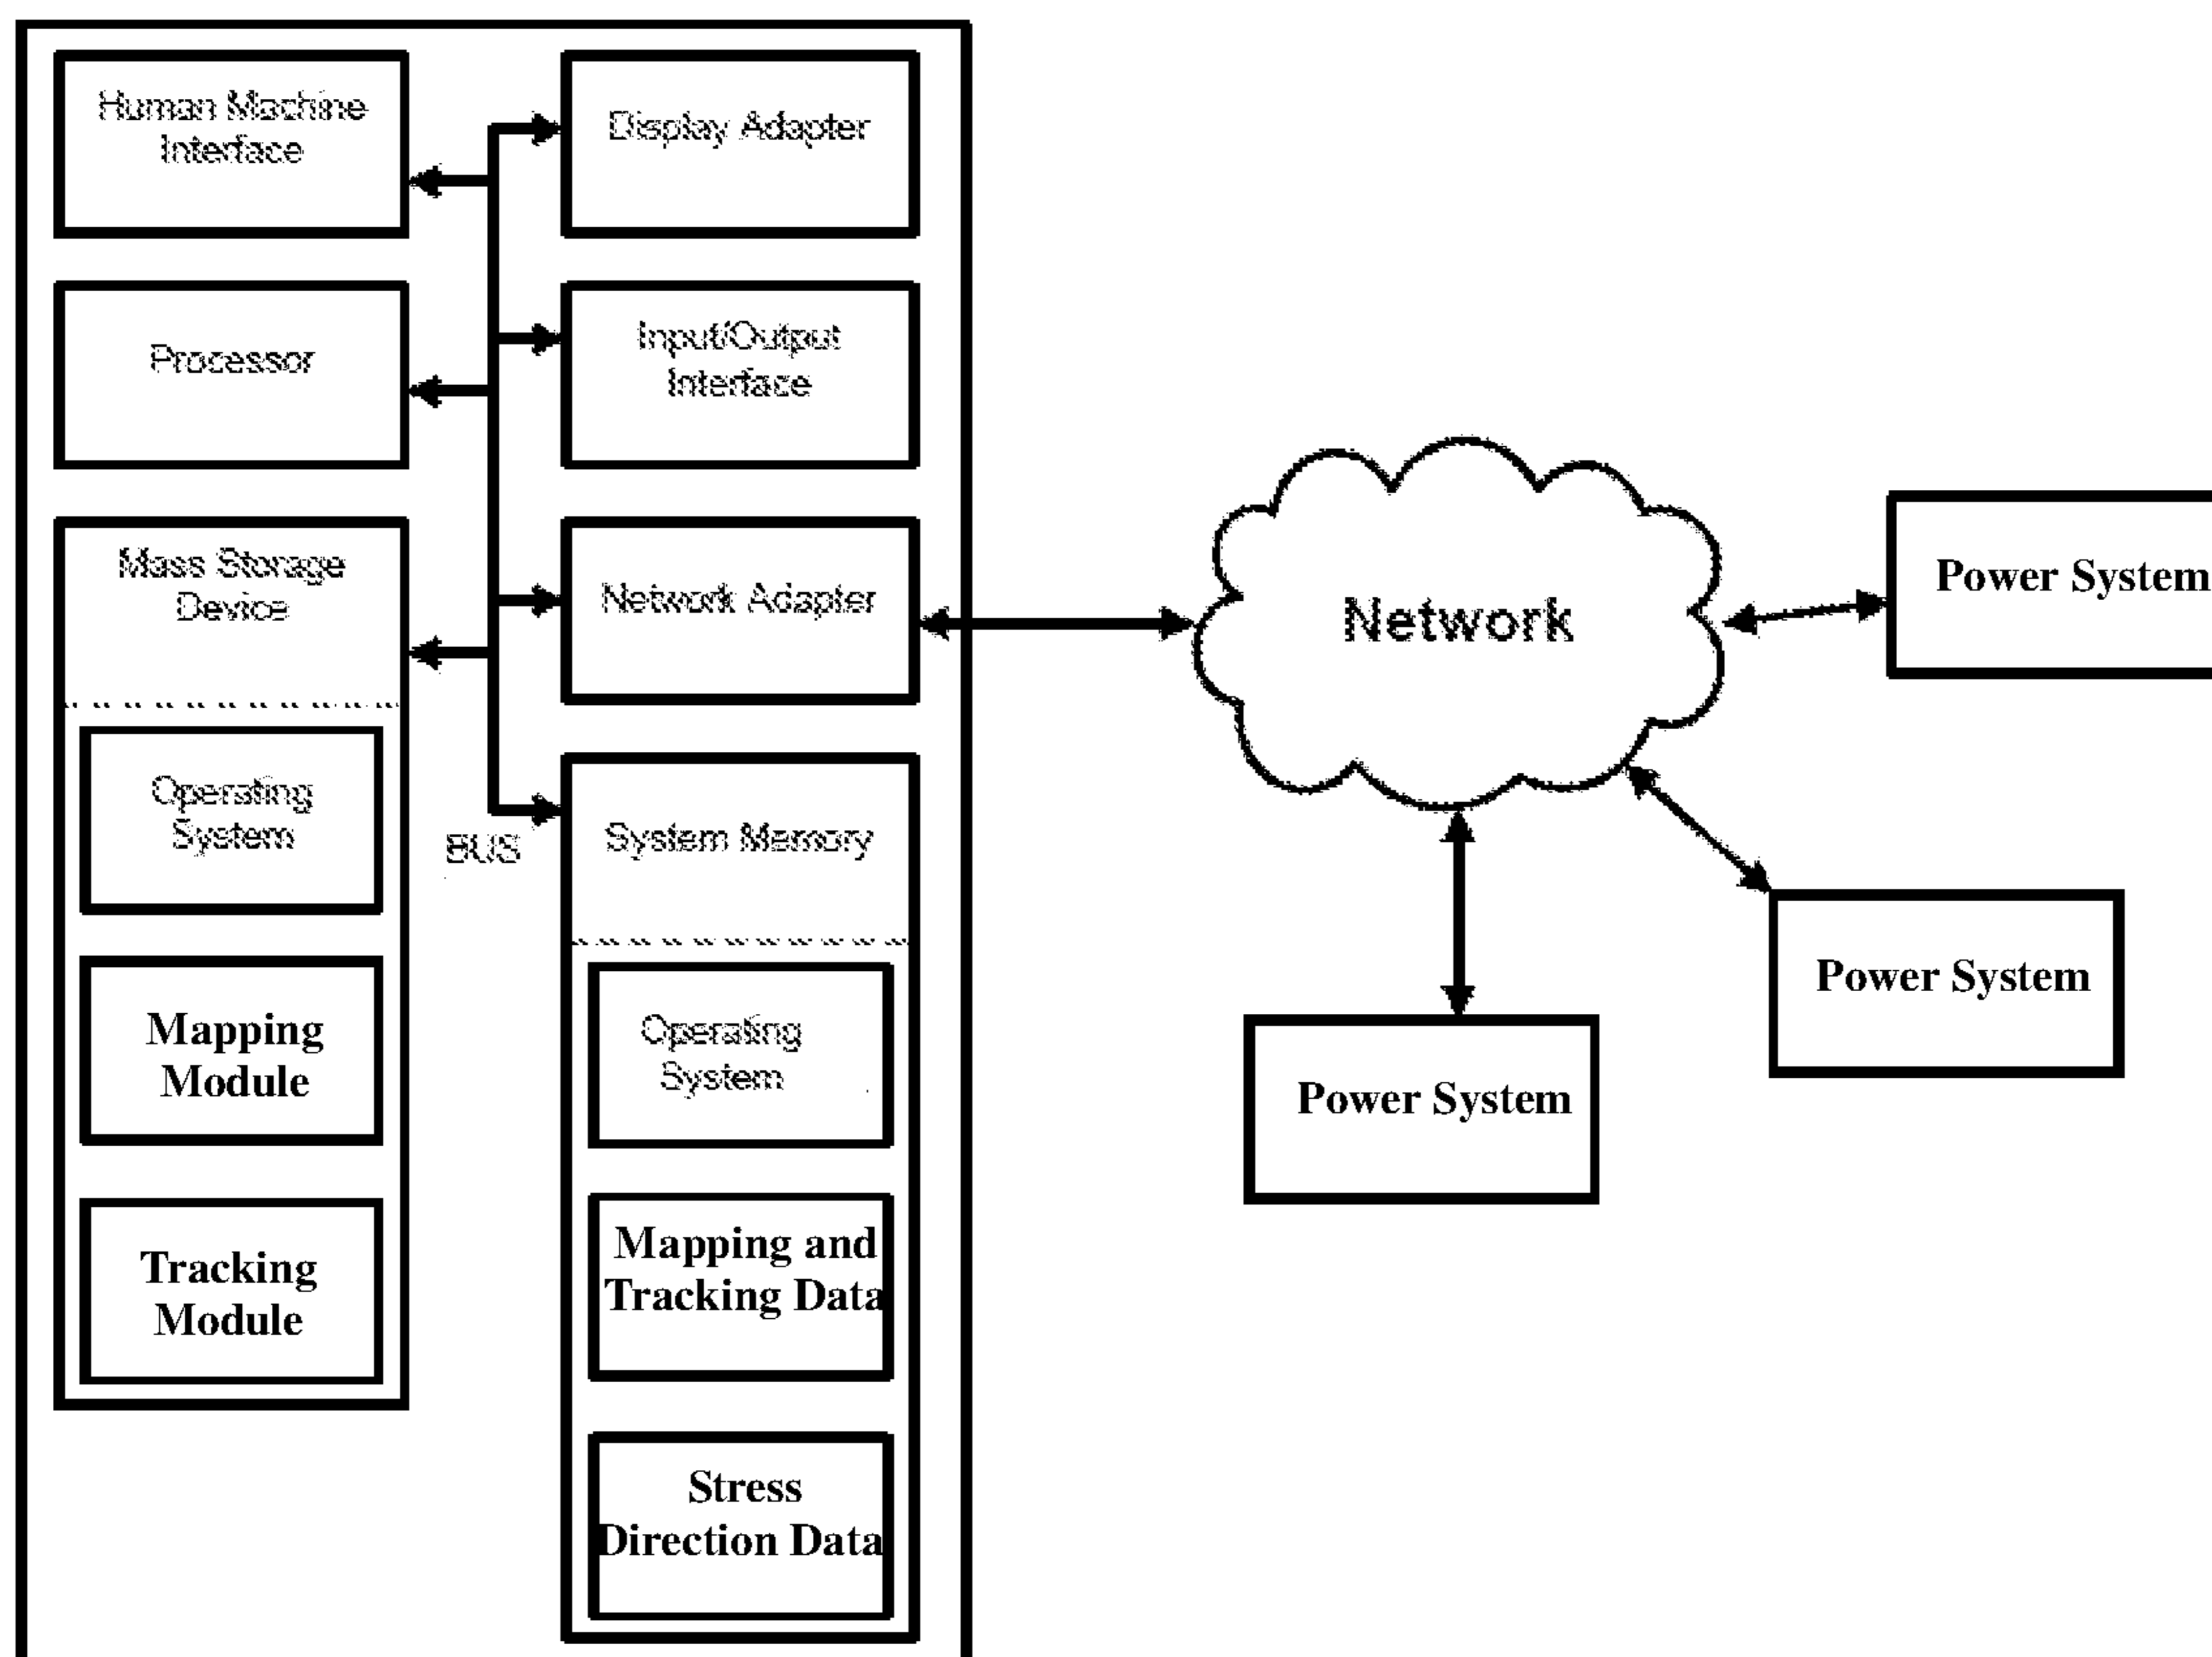 Human Machine
Interface
Display Adapter
Processor
Input/Output
Interface
Mass Storage
Device
Network Adapter
Network
Power System
Operating
System
BUS
System Memory
Power System
Mapping
Module
Operating
System
Power System
Tracking
Module
Mapping and
Tracking Data
Stress
Direction Data